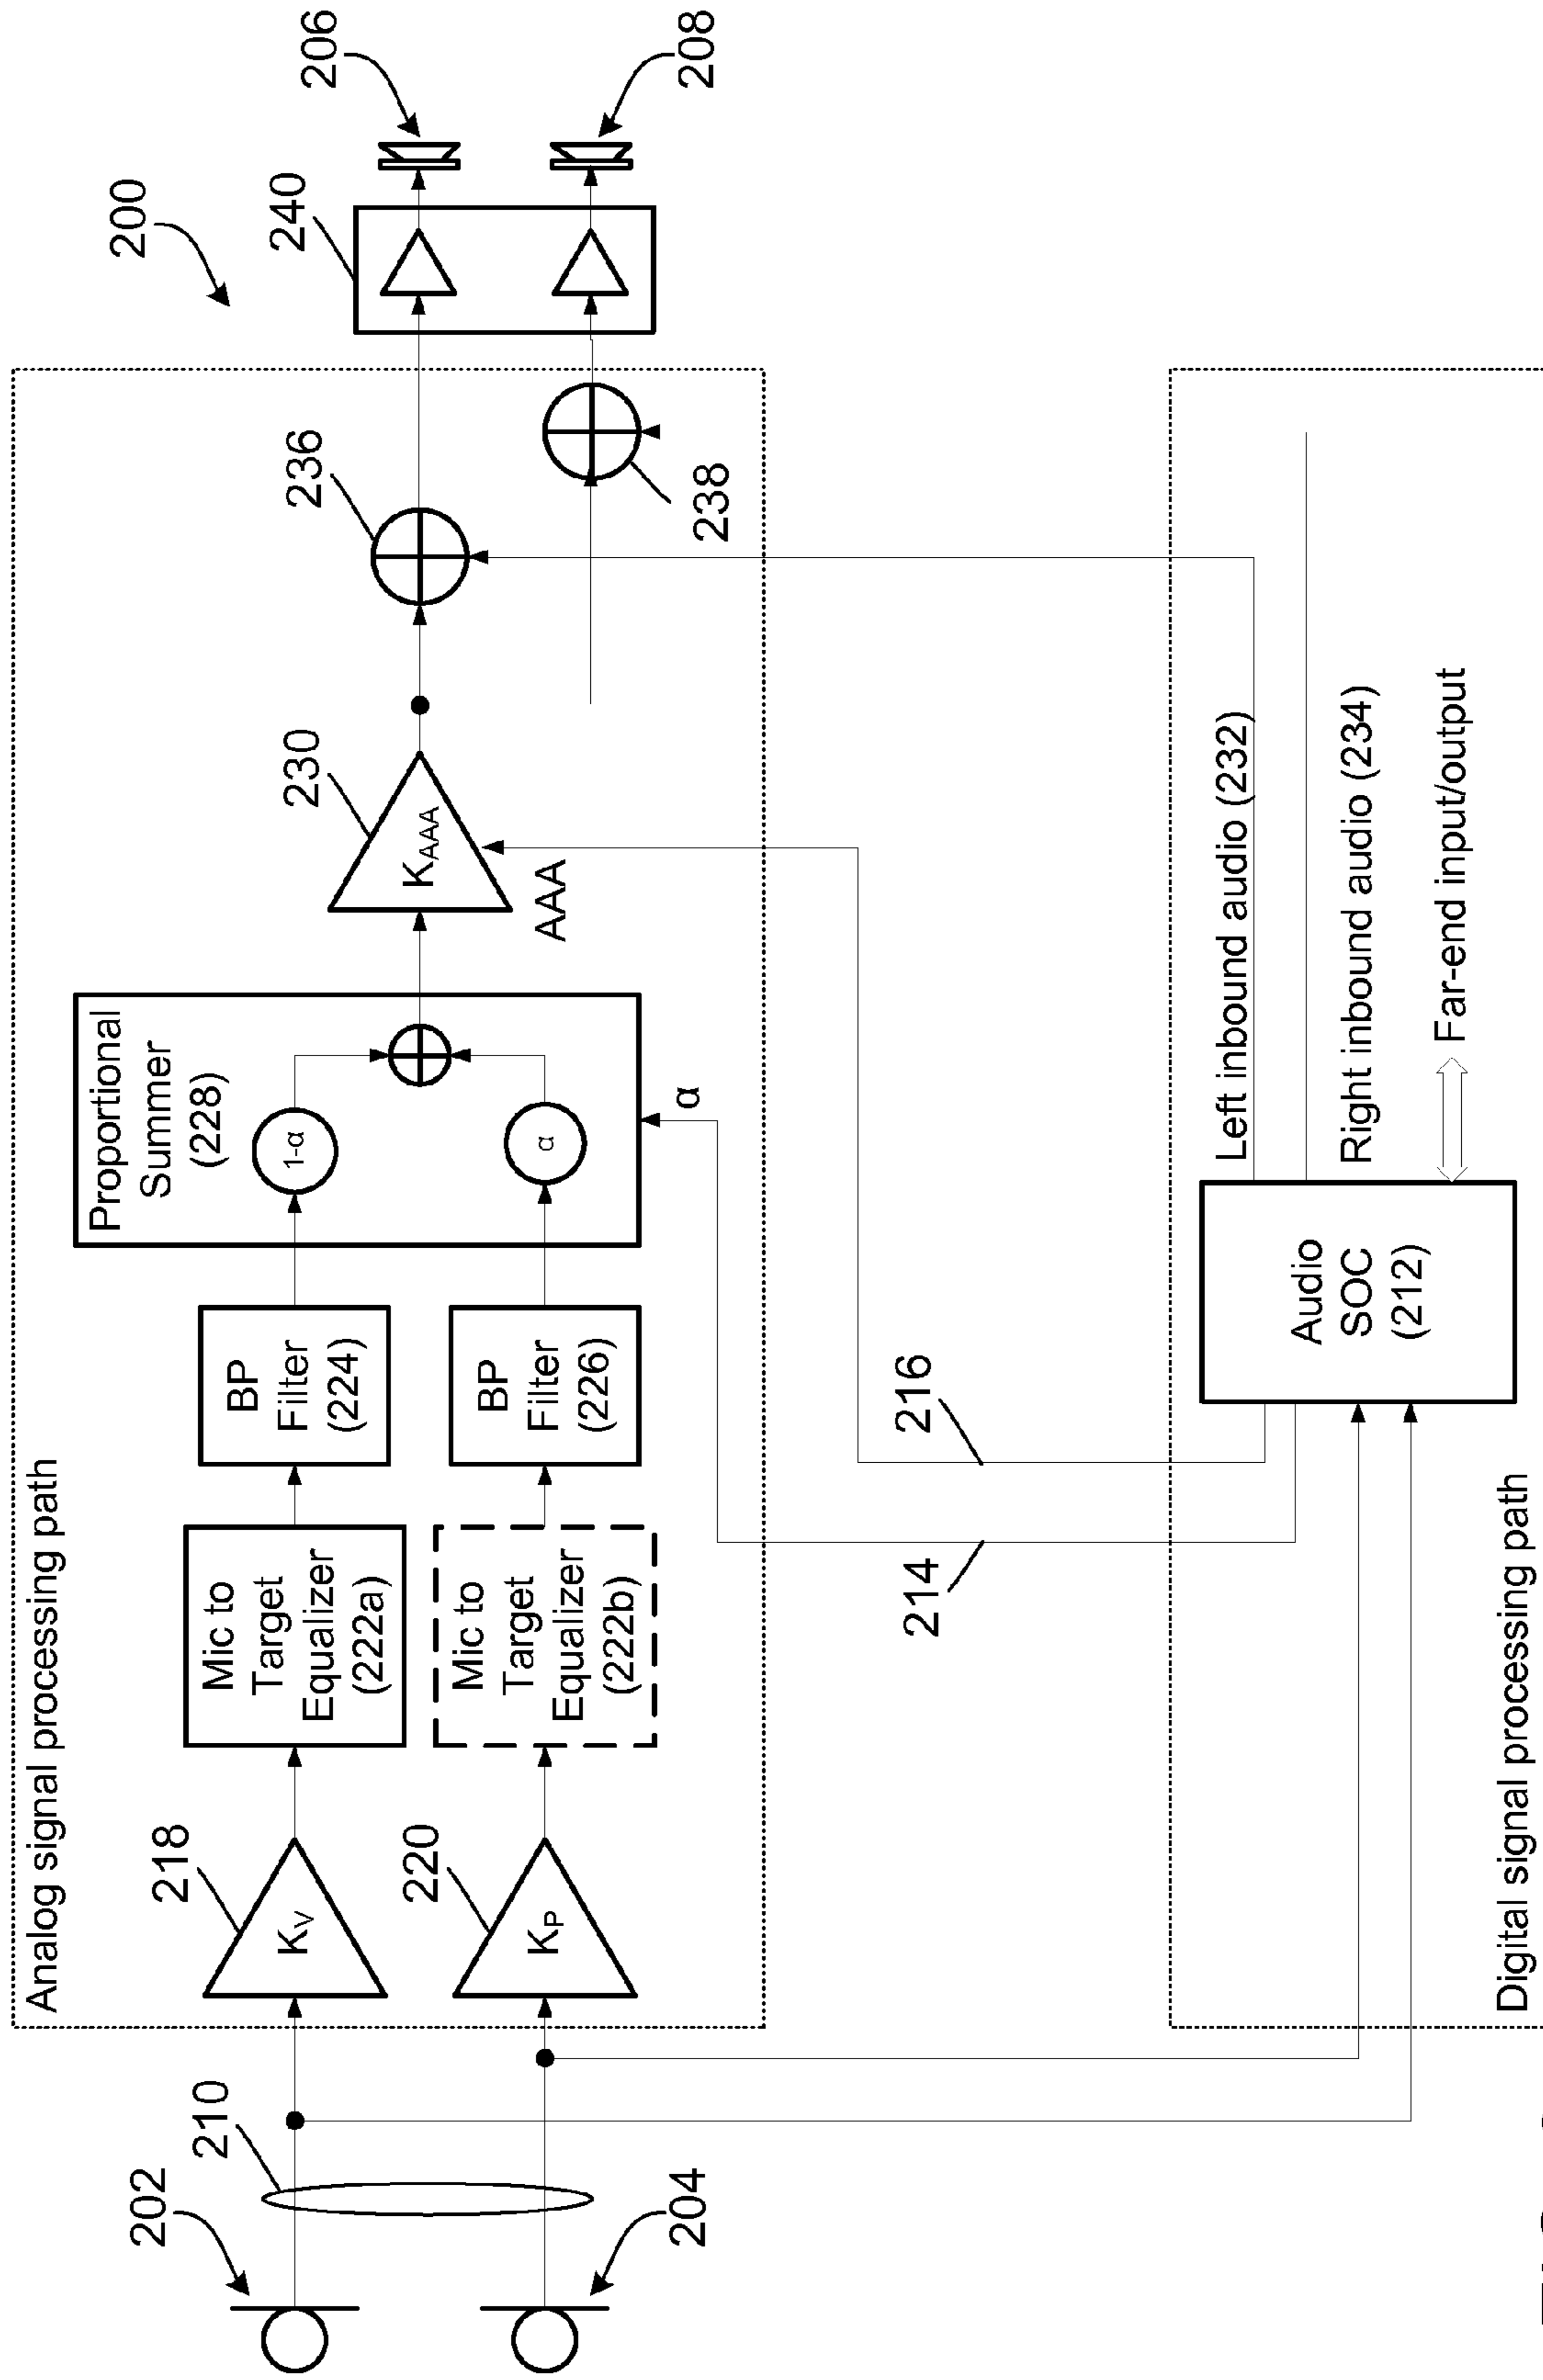 200
Analog signal processing path
202
210
218
KV
Mic to
Target
Equalizer
(222a)
BP
Filter
(224)
Proportional
Summer
(228)
1-α
α
α
230
KAAA
AAA
236
238
240
206
208
204
220
KP
Mic to
Target
Equalizer
(222b)
BP
Filter
(226)
214
216
Left inbound audio (232)
Right inbound audio (234)
Far-end input/output
Audio
SOC
(212)
Digital signal processing path